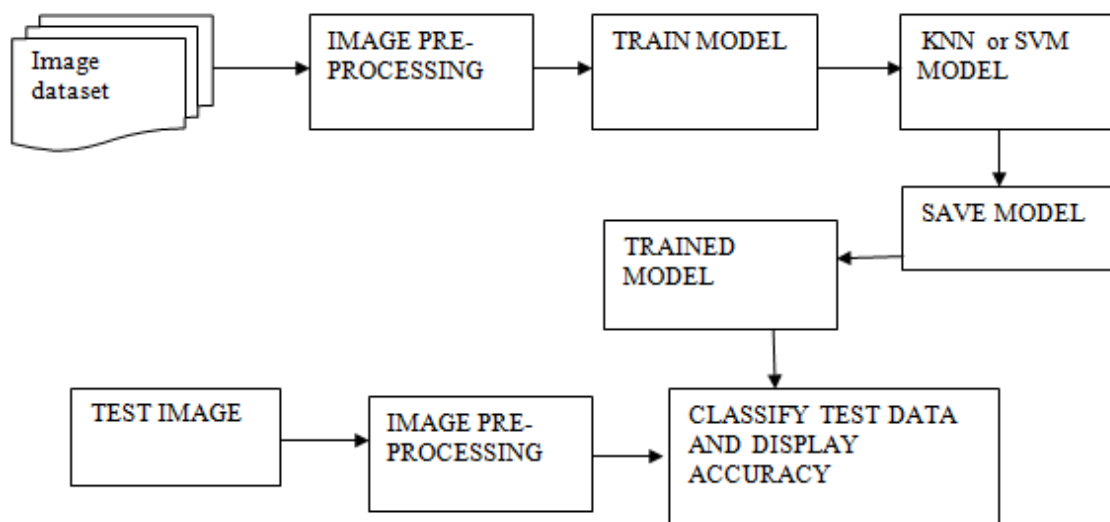 Image
dataset
IMAGE PRE-
PROCESSING
TRAIN MODEL
KNN or SVM
MODEL
SAVE MODEL
TRAINED
MODEL
TEST IMAGE
IMAGE PRE-
PROCESSING
CLASSIFY TEST DATA
AND DISPLAY
ACCURACY